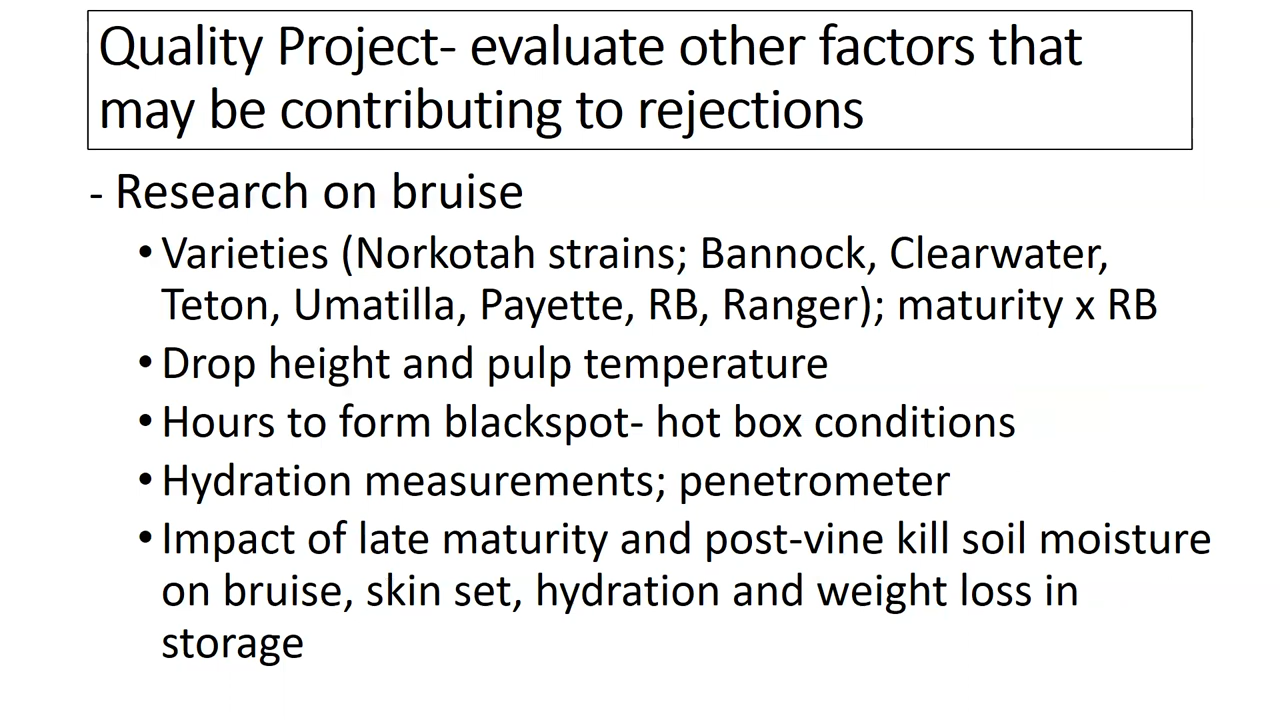 Quality Project- evaluate other factors that
may be contributing to rejections
- Research on bruise
•Varieties (Norkotah strains; Bannock, Clearwater,
Teton, Umatilla, Payette, RB, Ranger); maturity x RB
•Drop height and pulp temperature
•Hours to form blackspot- hot box conditions
•Hydration measurements; penetrometer
•Impact of late maturity and post-vine kill soil moisture
on bruise, skin set, hydration and weight loss in
storage